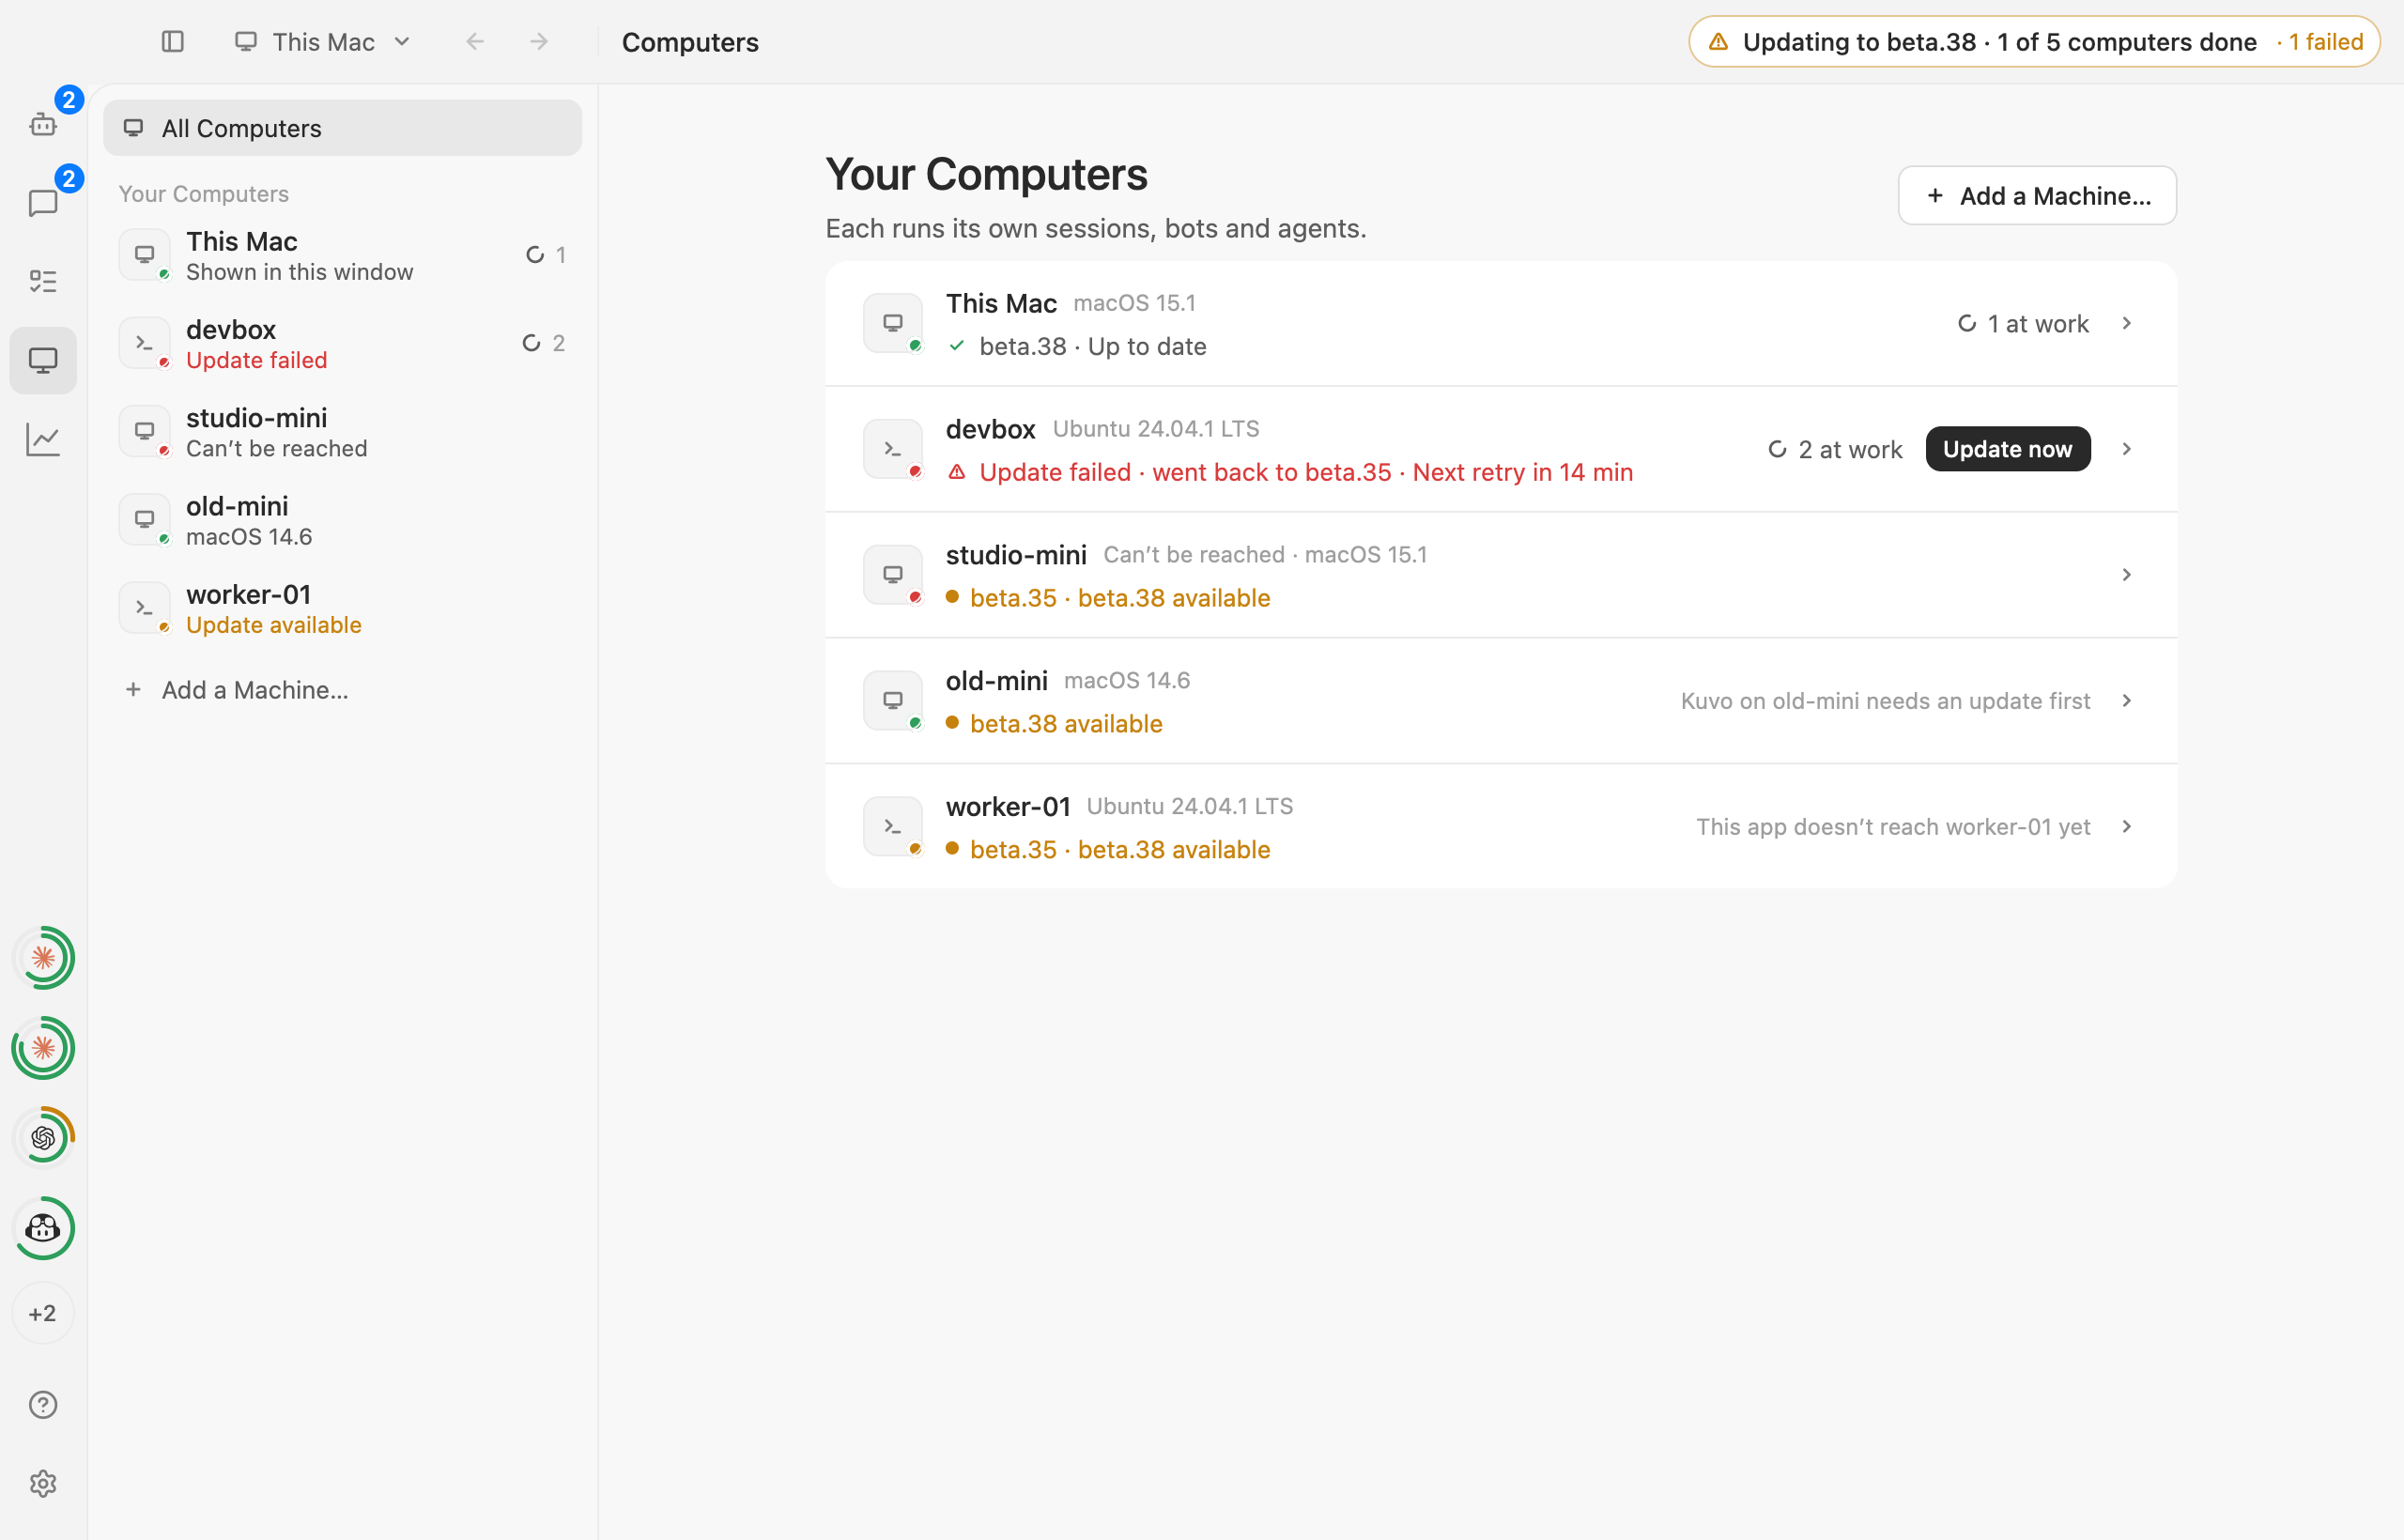 This Mac
Computers
Updating to beta.38 · 1 of 5 computers done · 1 failed
2
2
All Computers
Your Computers
This Mac
Shown in this window
1
devbox
Update failed
2
studio-mini
Can’t be reached
old-mini
macOS 14.6
worker-01
Update available
+ Add a Machine...
+2
Your Computers
Each runs its own sessions, bots and agents.
+ Add a Machine...
This Mac macOS 15.1
beta.38 · Up to date
1 at work
devbox Ubuntu 24.04.1 LTS
Update failed · went back to beta.35 · Next retry in 14 min
2 at work
Update now
studio-mini Can’t be reached · macOS 15.1
beta.35 · beta.38 available
old-mini macOS 14.6
beta.38 available
Kuvo on old-mini needs an update first
worker-01 Ubuntu 24.04.1 LTS
beta.35 · beta.38 available
This app doesn’t reach worker-01 yet